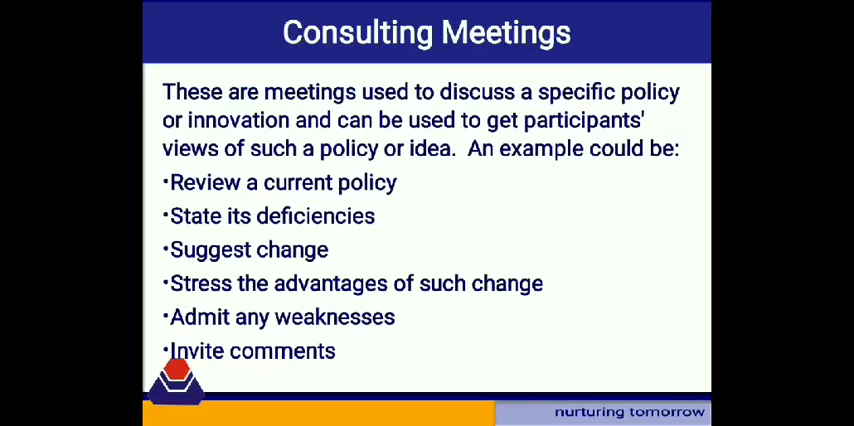 Consulting Meetings
These are meetings used to discuss a specific policy
or innovation and can be used to get participants'
views of such a policy or idea.  An example could be:
•Review a current policy
•State its deficiencies
•Suggest change
•Stress the advantages of such change
•Admit any weaknesses
•Invite comments
nurturing tomorrow